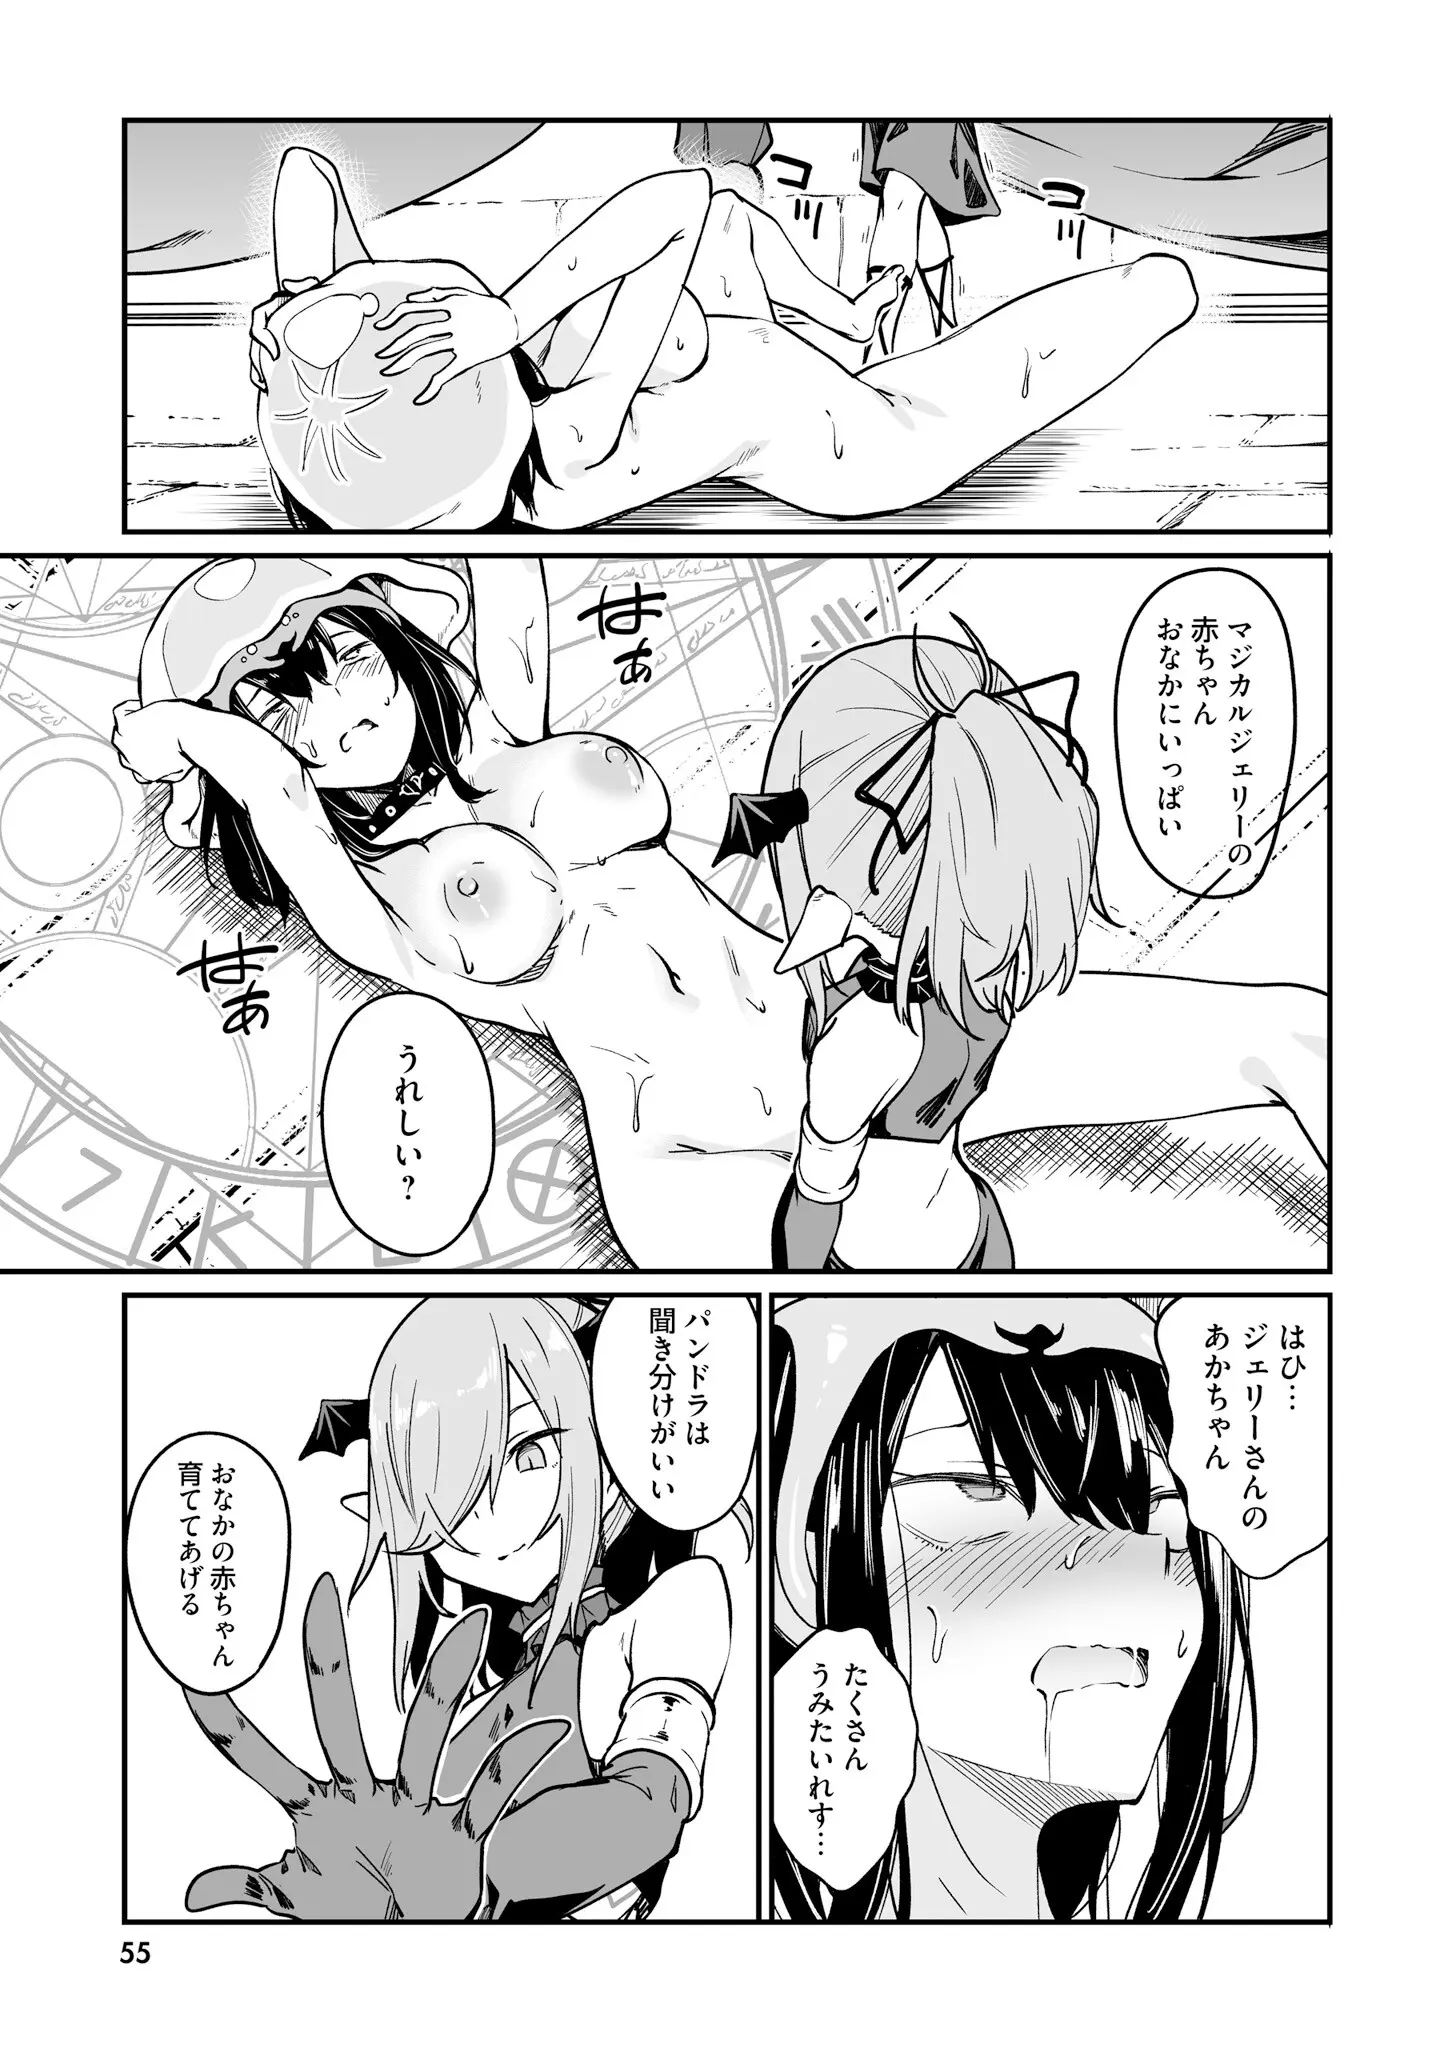 コツ
コツ
マジカルジェリーの
赤ちゃん
おなかにいっぱい
はぁ
はぁ
うれしい?
はひ…
ジェリーさんの
あかちゃん
たくさん
うみたいれす…
パンドラは
聞き分けがいい
おなかの赤ちゃん
育ててあげる
55